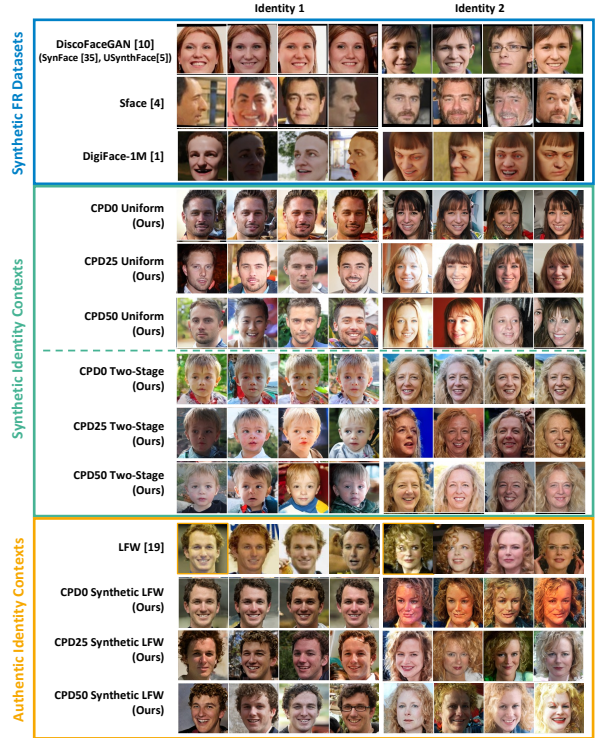 Identity 1
Identity 2
Synthetic FR Datasets
DiscoFaceGAN [10]
(SynFace [35], USynthFace[5])
Sface [4]
DigiFace-1M [1]
Synthetic Identity Contexts
CPD0 Uniform
(Ours)
CPD25 Uniform
(Ours)
CPD50 Uniform
(Ours)
CPD0 Two-Stage
(Ours)
CPD25 Two-Stage
(Ours)
CPD50 Two-Stage
(Ours)
Authentic Identity Contexts
LFW [19]
CPD0 Synthetic LFW
(Ours)
CPD25 Synthetic LFW
(Ours)
CPD50 Synthetic LFW
(Ours)